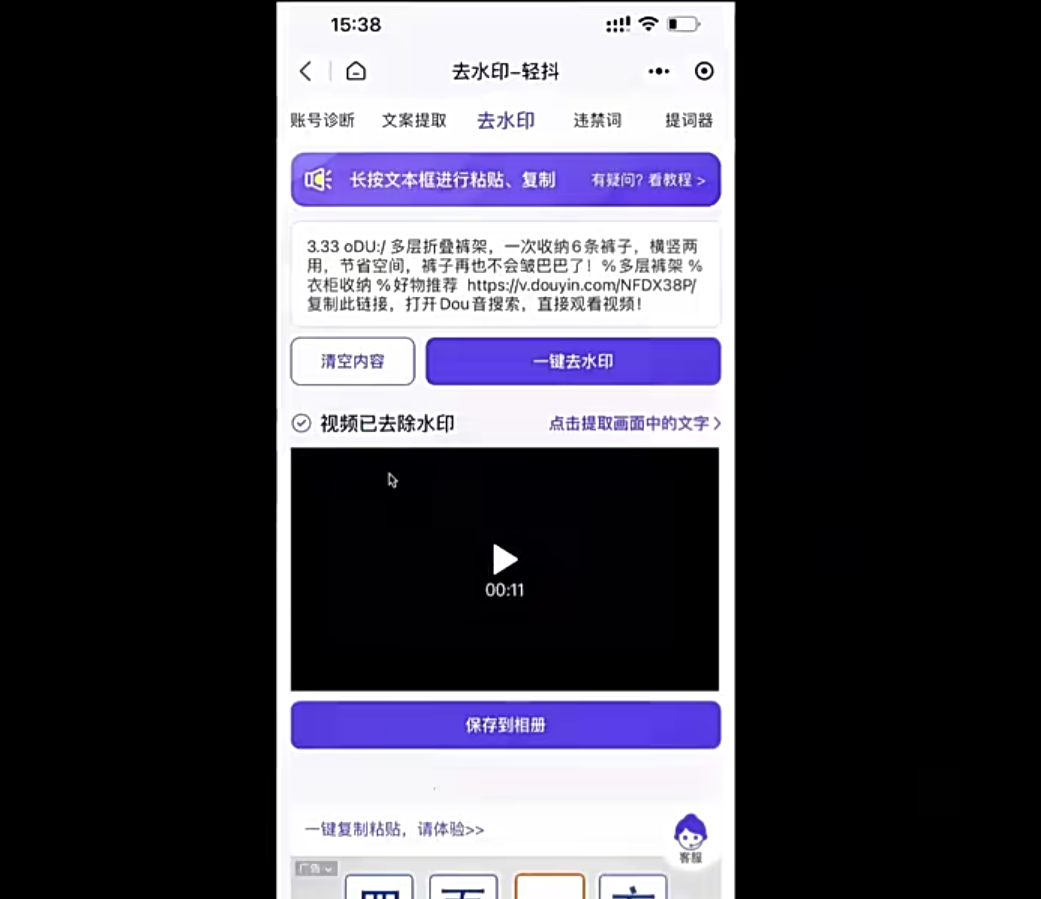 15:38
去水印-轻抖
账号诊断 文案提取 去水印 违禁词 提词器
长按文本框进行粘贴、复制 有疑问? 看教程 >
3.33 oDU:/ 多层折叠裤架，一次收纳6条裤子，横竖两
用，节省空间，裤子再也不会皱巴巴了！%多层裤架 %
衣柜收纳 %好物推荐 https://v.douyin.com/NFDX38P/
复制此链接，打开Dou音搜索，直接观看视频！
清空内容 一键去水印
视频已去除水印 点击提取画面中的文字 >
00:11
保存到相册
一键复制粘贴，请体验>>
客服
广告